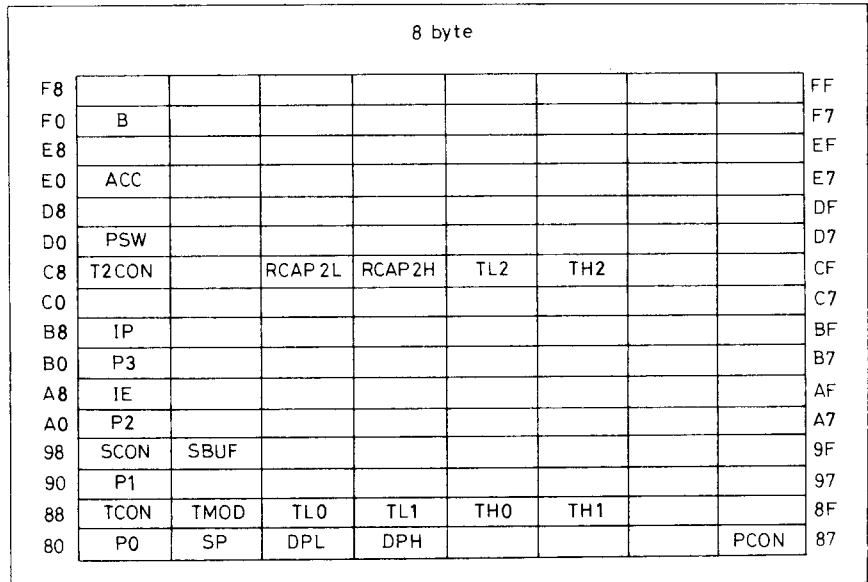 8 byte
F8 FF
F0 B F7
E8 EF
E0 ACC E7
D8 DF
D0 PSW D7
C8 T2CON RCAP2L RCAP2H TL2 TH2 CF
C0 C7
B8 IP BF
B0 P3 B7
A8 IE AF
A0 P2 A7
98 SCON SBUF 9F
90 P1 97
88 TCON TMOD TL0 TL1 TH0 TH1 8F
80 P0 SP DPL DPH PCON 87